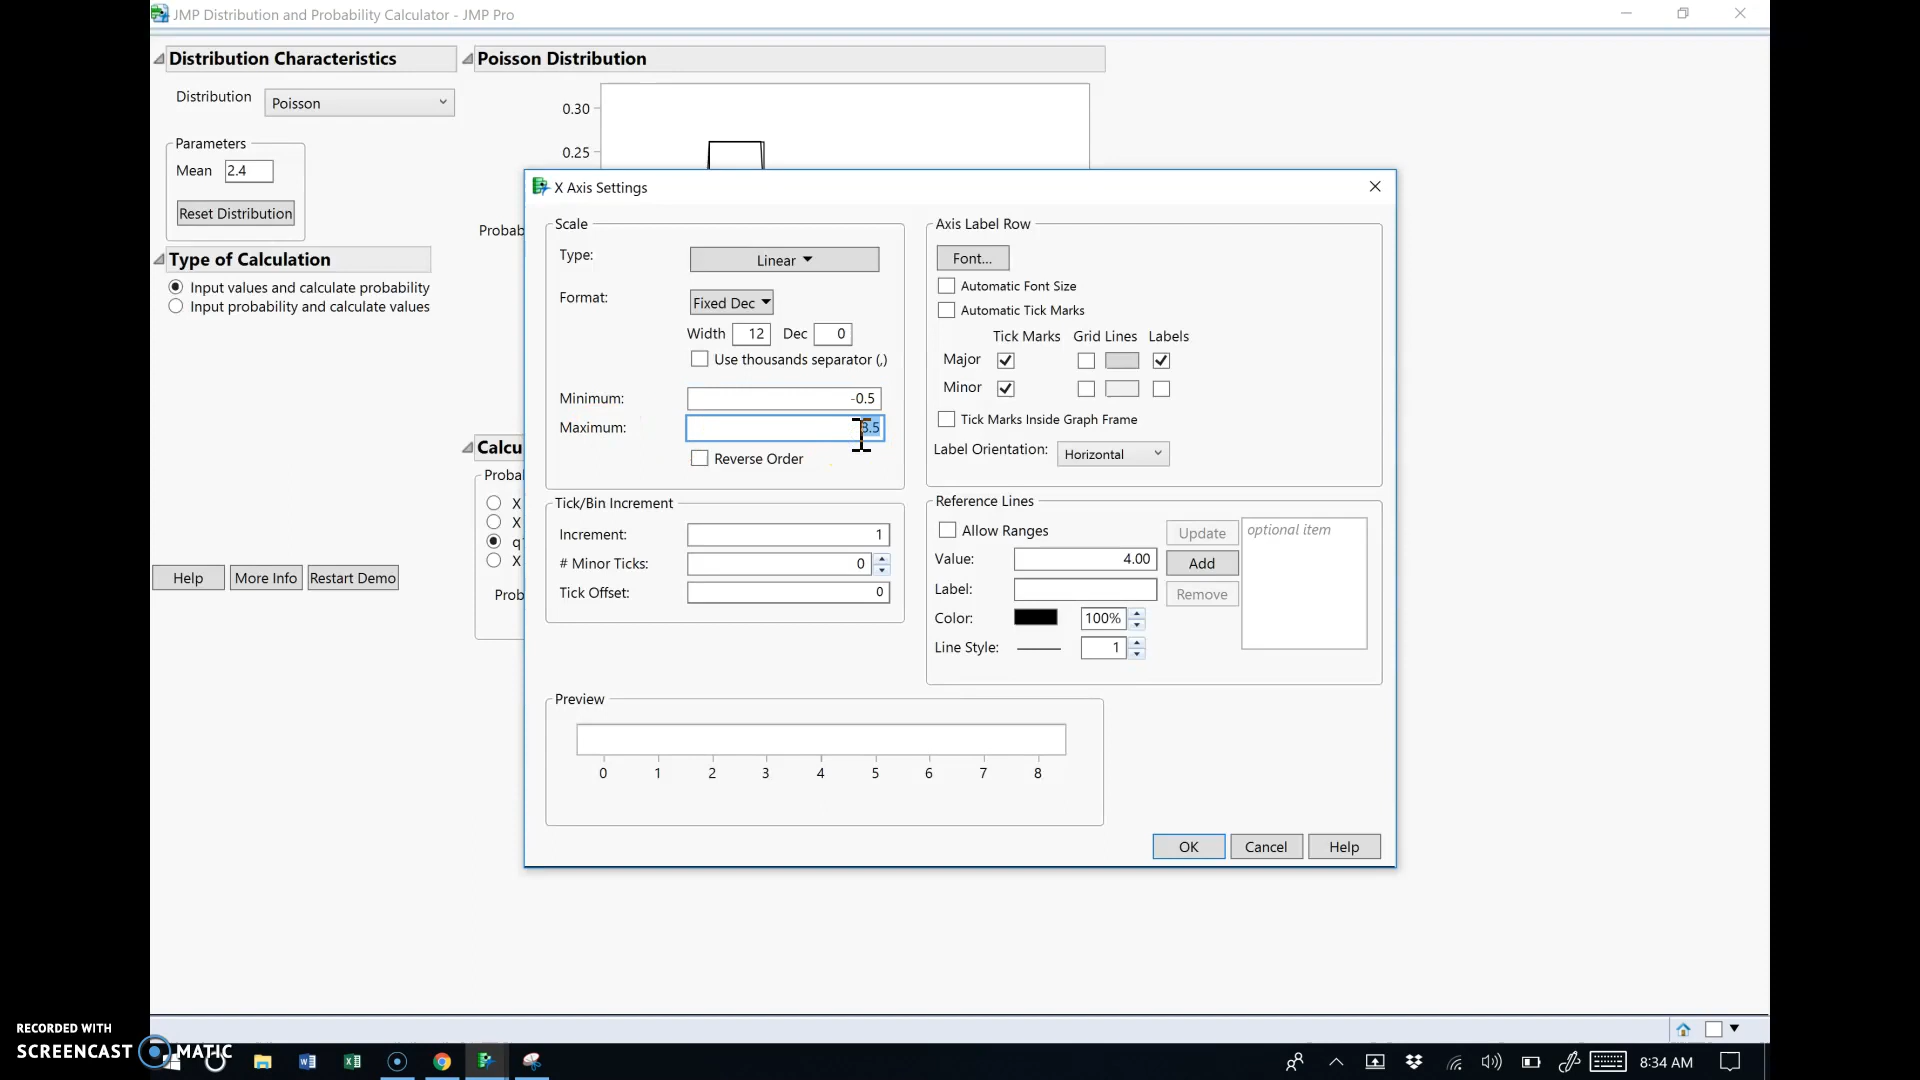 JMP Distribution and Probability Calculator - JMP Pro
Distribution Characteristics
Poisson Distribution
Distribution
Poisson
Parameters
Mean 2.4
Reset Distribution
Type of Calculation
Input values and calculate probability
Input probability and calculate values
Help
More Info
Restart Demo
0.30
0.25
Probab
Calcu
Probab
X
X
X
Prob
X Axis Settings
Scale
Type:
Linear
Format:
Fixed Dec
Width 12 Dec 0
Use thousands separator (,)
Minimum:
-0.5
Maximum:
8.5
Reverse Order
Tick/Bin Increment
Increment:
1
# Minor Ticks:
0
Tick Offset:
0
Axis Label Row
Font...
Automatic Font Size
Automatic Tick Marks
Tick Marks Grid Lines Labels
Major
Minor
Tick Marks Inside Graph Frame
Label Orientation:
Horizontal
Reference Lines
Allow Ranges
Value:
4.00
Label:
Color:
100%
Line Style:
1
Update
Add
Remove
optional item
Preview
0 1 2 3 4 5 6 7 8
OK
Cancel
Help
RECORDED WITH
SCREENCAST MATIC
8:34 AM